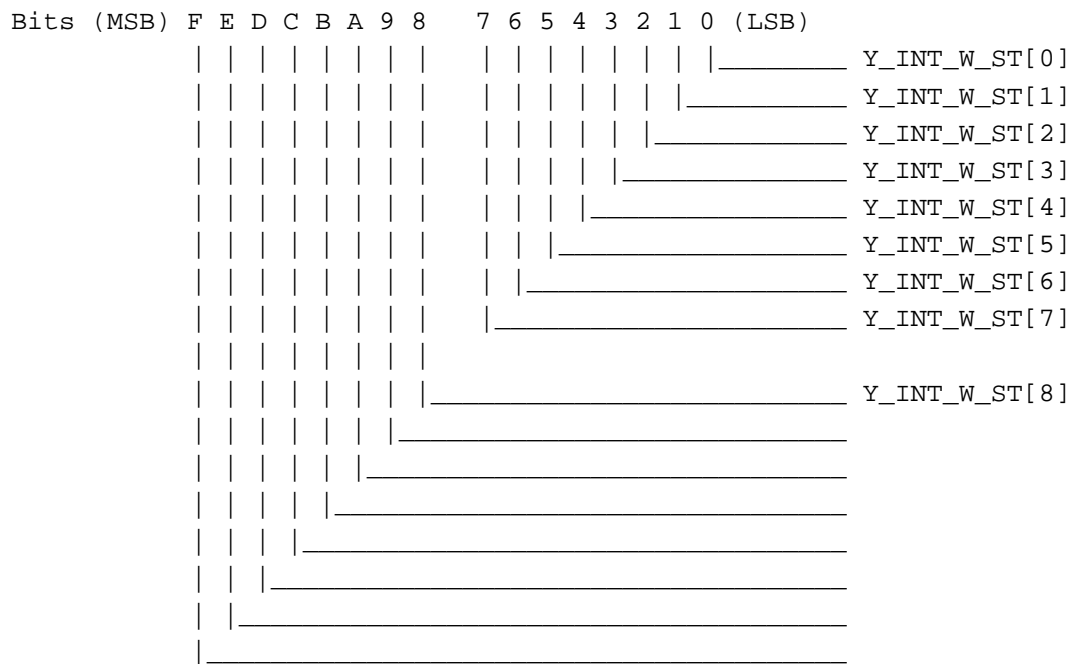 Bits (MSB) F E D C B A 9 8 7 6 5 4 3 2 1 0 (LSB)
Y_INT_W_ST[0]
Y_INT_W_ST[1]
Y_INT_W_ST[2]
Y_INT_W_ST[3]
Y_INT_W_ST[4]
Y_INT_W_ST[5]
Y_INT_W_ST[6]
Y_INT_W_ST[7]
Y_INT_W_ST[8]